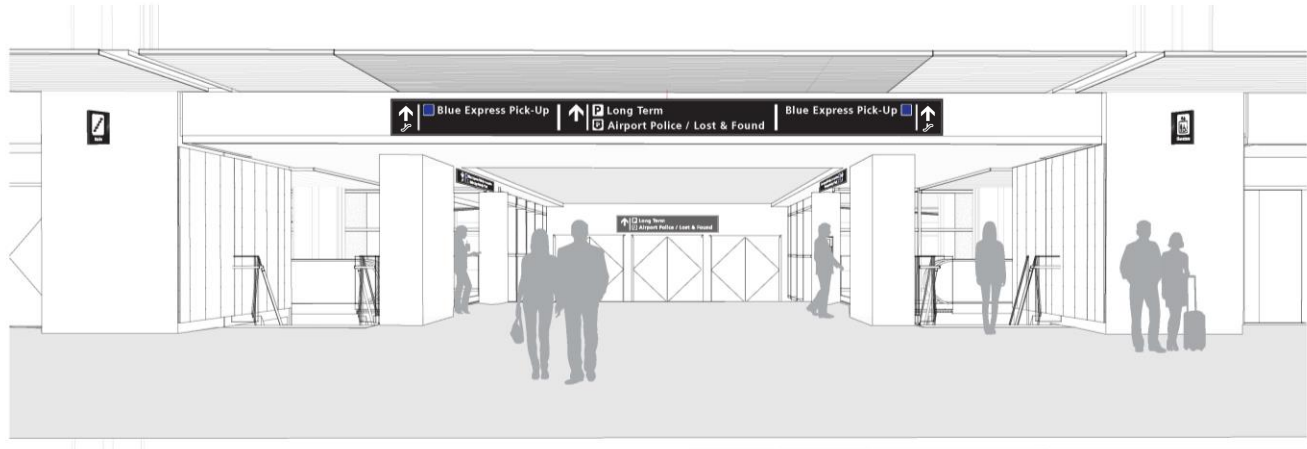 Blue Express Pick-Up
P Long Term
Airport Police / Lost & Found
Blue Express Pick-Up
Long Term
Airport Police / Lost & Found